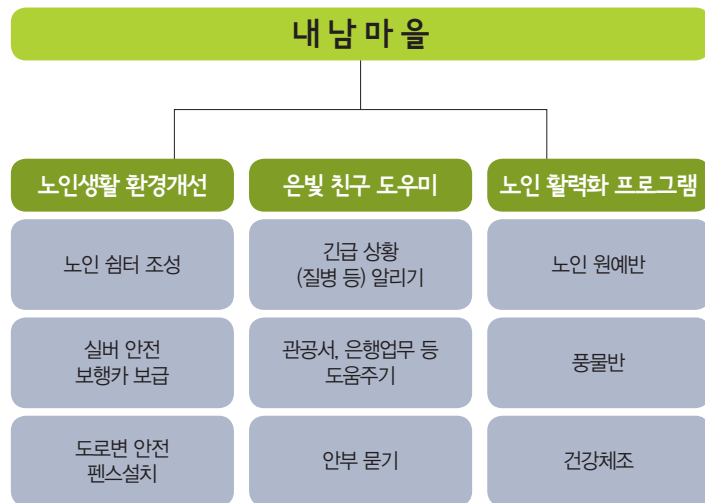 내남마을
노인생활 환경개선
은빛 친구 도우미
노인 활력화 프로그램
노인 쉼터 조성
긴급 상황
(질병 등) 알리기
노인 원예반
실버 안전
보행카 보급
관공서, 은행업무 등
도움주기
풍물반
도로변 안전
펜스설치
안부 묻기
건강체조